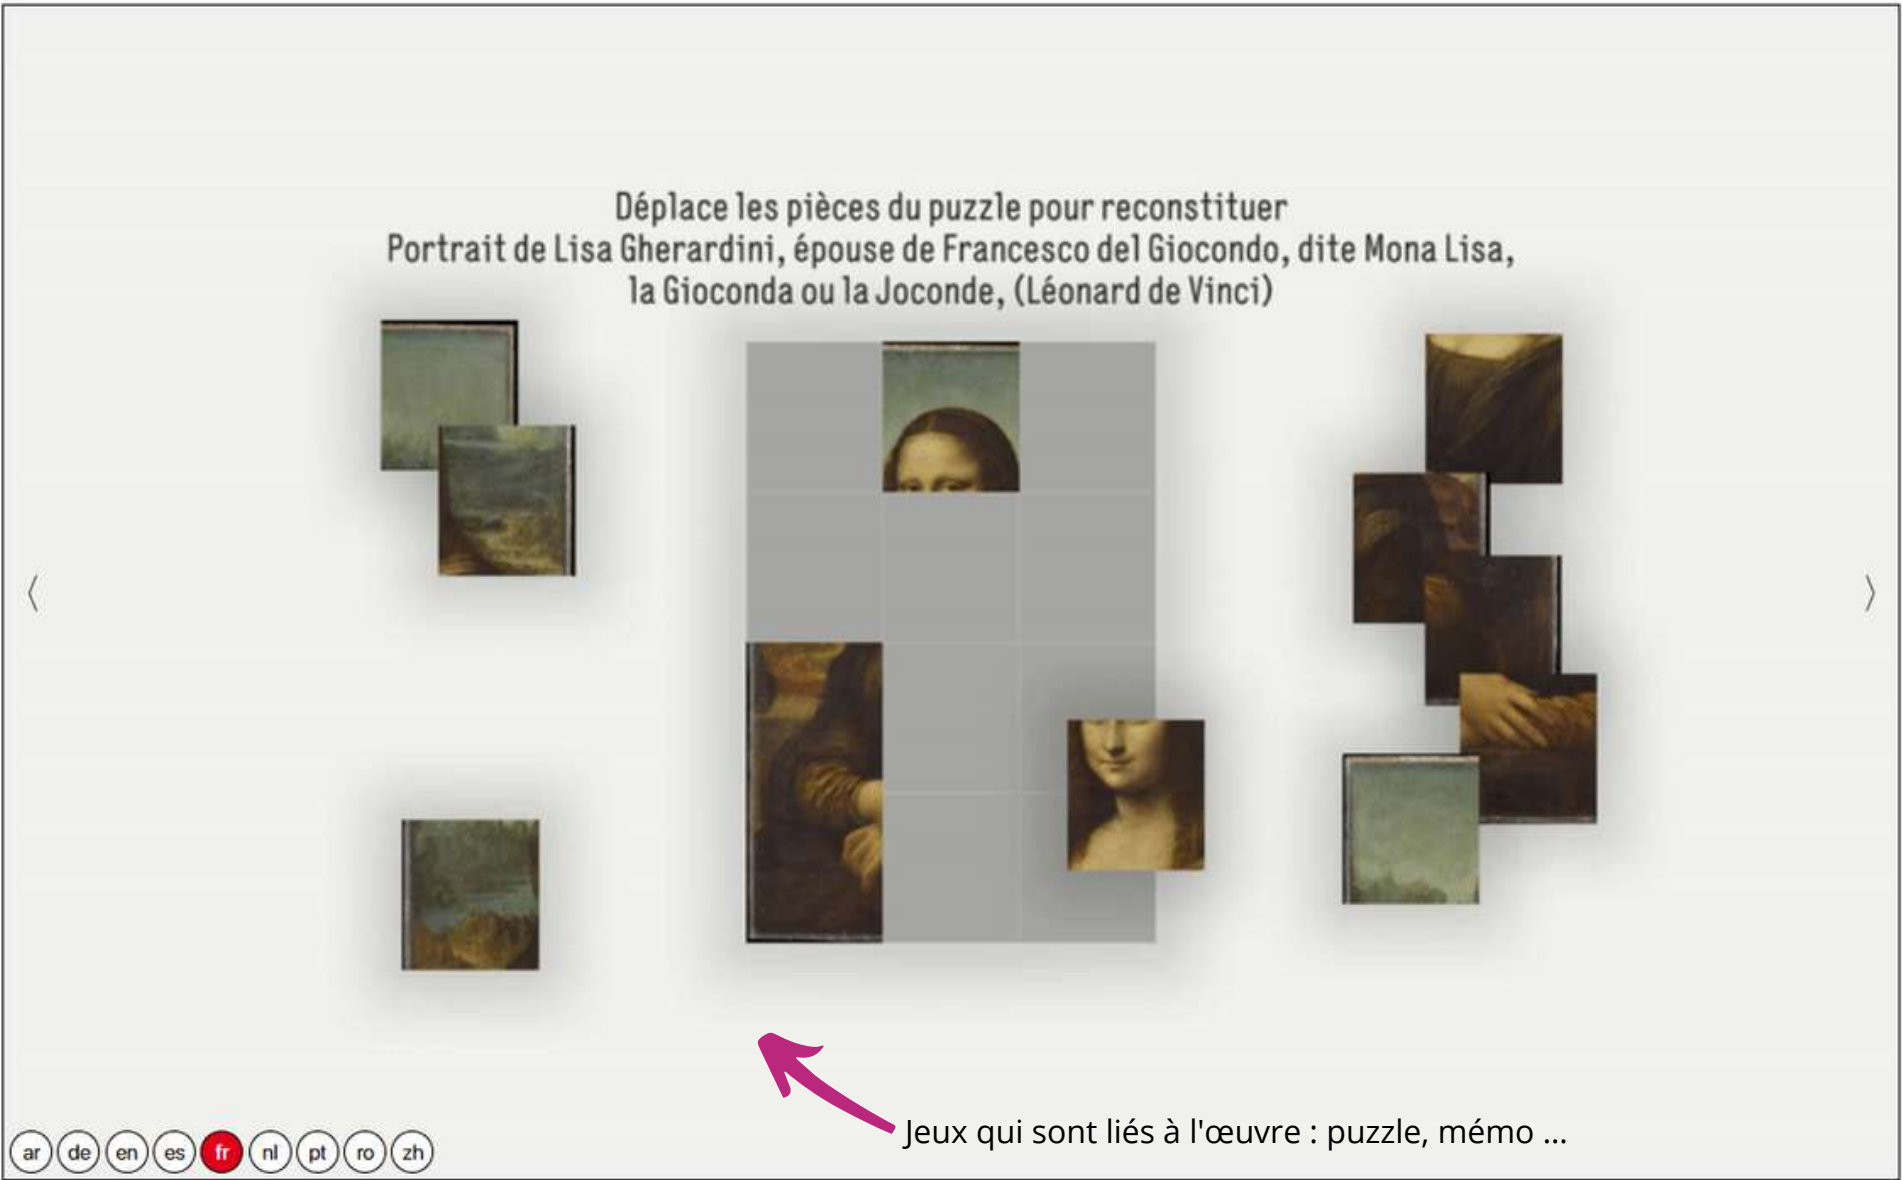 Déplace les pièces du puzzle pour reconstituer
Portrait de Lisa Gherardini, épouse de Francesco del Giocondo, dite Mona Lisa,
la Gioconda ou la Joconde, (Léonard de Vinci)
Jeux qui sont liés à l'œuvre : puzzle, mémo ...
ar de en es fr nl pt ro zh